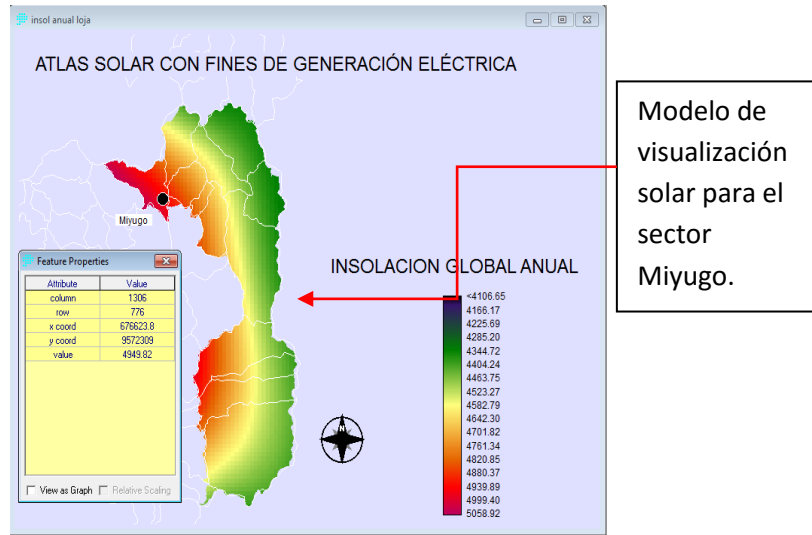 insol anual loja
ATLAS SOLAR CON FINES DE GENERACIÓN ELÉCTRICA
Miyugo
Feature Properties
Attribute Value
column 1306
row 776
x coord 676623.8
y coord 9572309
value 4949.82
View as Graph Relative Scaling
INSOLACION GLOBAL ANUAL
<4106.65
4166.17
4225.69
4285.20
4344.72
4404.24
4463.75
4523.27
4582.79
4642.30
4701.82
4761.34
4820.85
4880.37
4939.89
4999.40
5058.92
N
Modelo de
visualización
solar para el
sector
Miyugo.